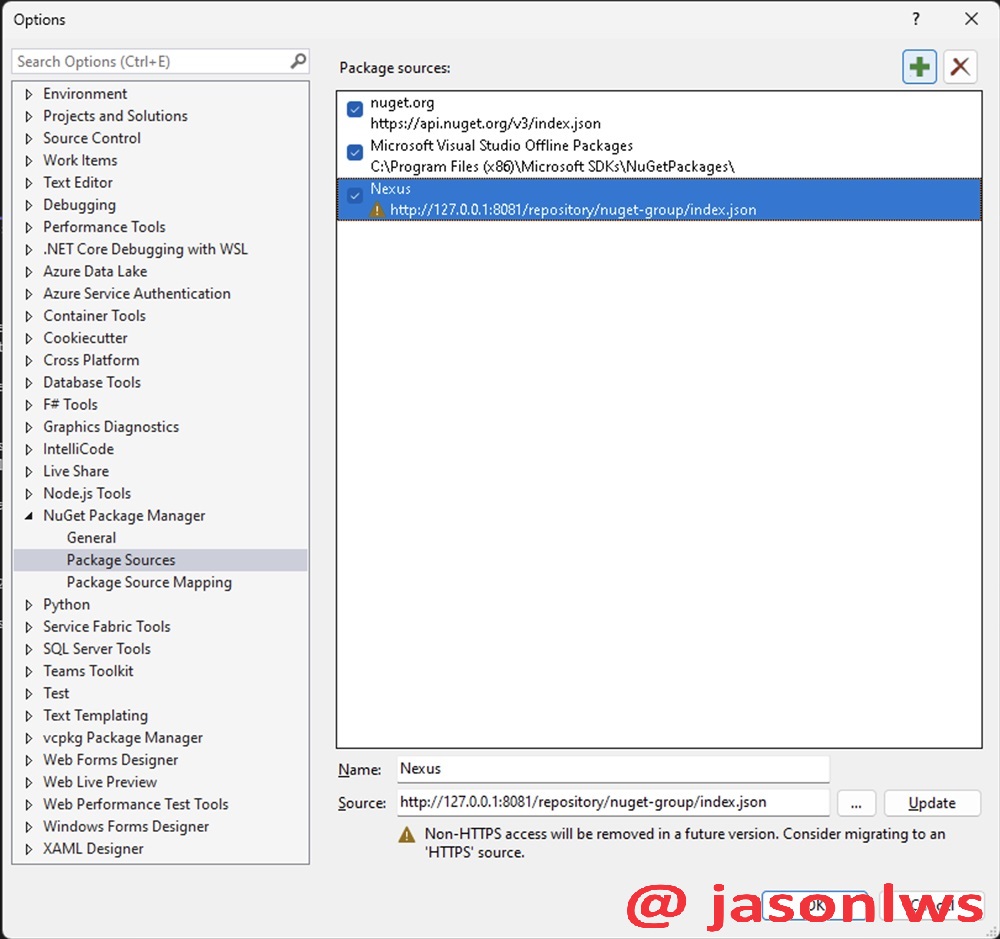 Options
?
Search Options (Ctrl+E)
Package sources:
Environment
Projects and Solutions
Source Control
Work Items
Text Editor
Debugging
Performance Tools
.NET Core Debugging with WSL
Azure Data Lake
Azure Service Authentication
Container Tools
Cookiecutter
Cross Platform
Database Tools
F# Tools
Graphics Diagnostics
IntelliCode
Live Share
Node.js Tools
NuGet Package Manager
General
Package Sources
Package Source Mapping
Python
Service Fabric Tools
SQL Server Tools
Teams Toolkit
Test
Text Templating
vcpkg Package Manager
Web Forms Designer
Web Live Preview
Web Performance Test Tools
Windows Forms Designer
XAML Designer
nuget.org
https://api.nuget.org/v3/index.json
Microsoft Visual Studio Offline Packages
C:\Program Files (x86)\Microsoft SDKs\NuGetPackages\
Nexus
http://127.0.0.1:8081/repository/nuget-group/index.json
Name: Nexus
Source: http://127.0.0.1:8081/repository/nuget-group/index.json ... Update
Non-HTTPS access will be removed in a future version. Consider migrating to an
'HTTPS' source.
@ jasonlws